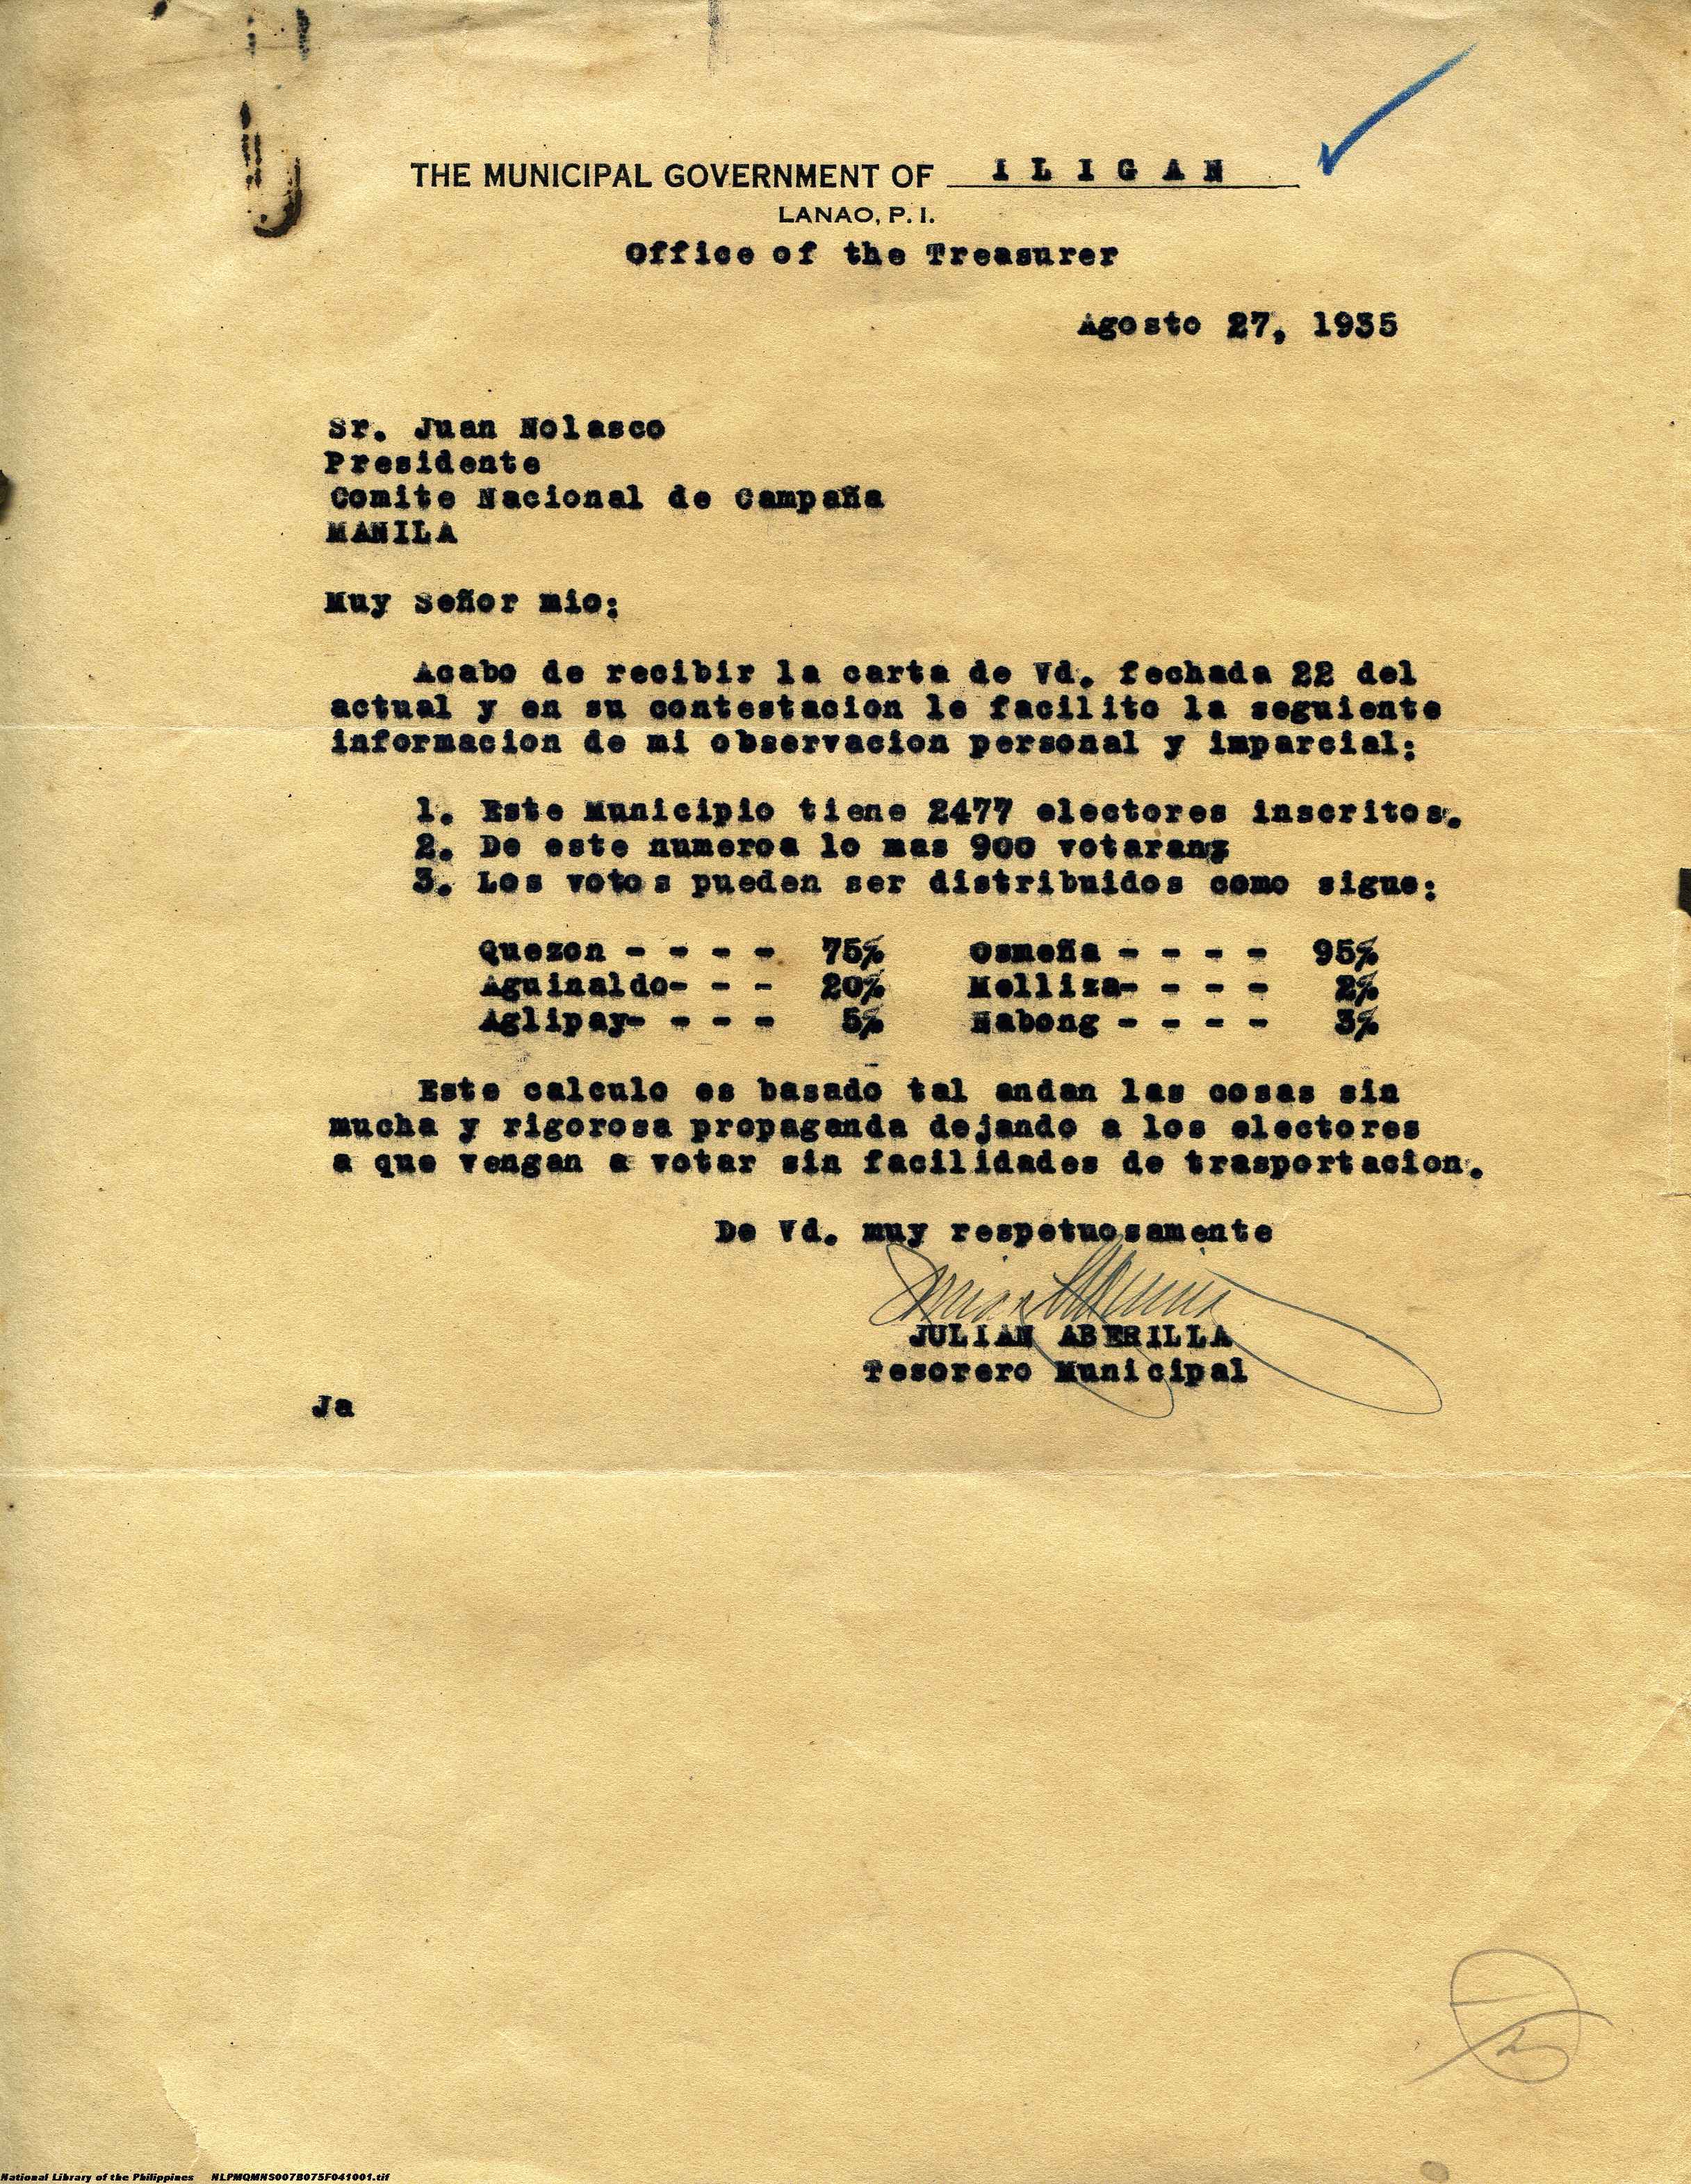 THE MUNICIPAL GOVERNMENT OF ILIGAN
LANAO, P. I.
Office of the Treasurer
Agosto 27, 1935
Sr. Juan Nolasco
Presidente
Comite Nacional de Campaña
MANILA
Muy Señor mio:
Acabo de recibir la carta de Vd. fechada 22 del
actual y en su contestacion le facilito la seguiente
informacion de mi observacion personal y imparcial:
1. Este Municipio tiene 2477 electores inscritos.
2. De este numeroa lo mas 900 votaran;
3. Los votos pueden ser distribuidos como sigue:
Quezon - - - - 75% Osmeña - - - - 95%
Aguinaldo- - - 20% Melliza- - - - 2%
Aglipay- - - - 5% Nabong - - - - 3%
Este calculo es basado tal andan las cosas sin
mucha y rigorosa propaganda dejando a los electores
a que vengan a votar sin facilidades de trasportacion.
De Vd. muy respetuosamente
JULIAN ABERILLA
Tesorero Municipal
Ja
National Library of the Philippines NLPMQMNS007B075F041001.tif